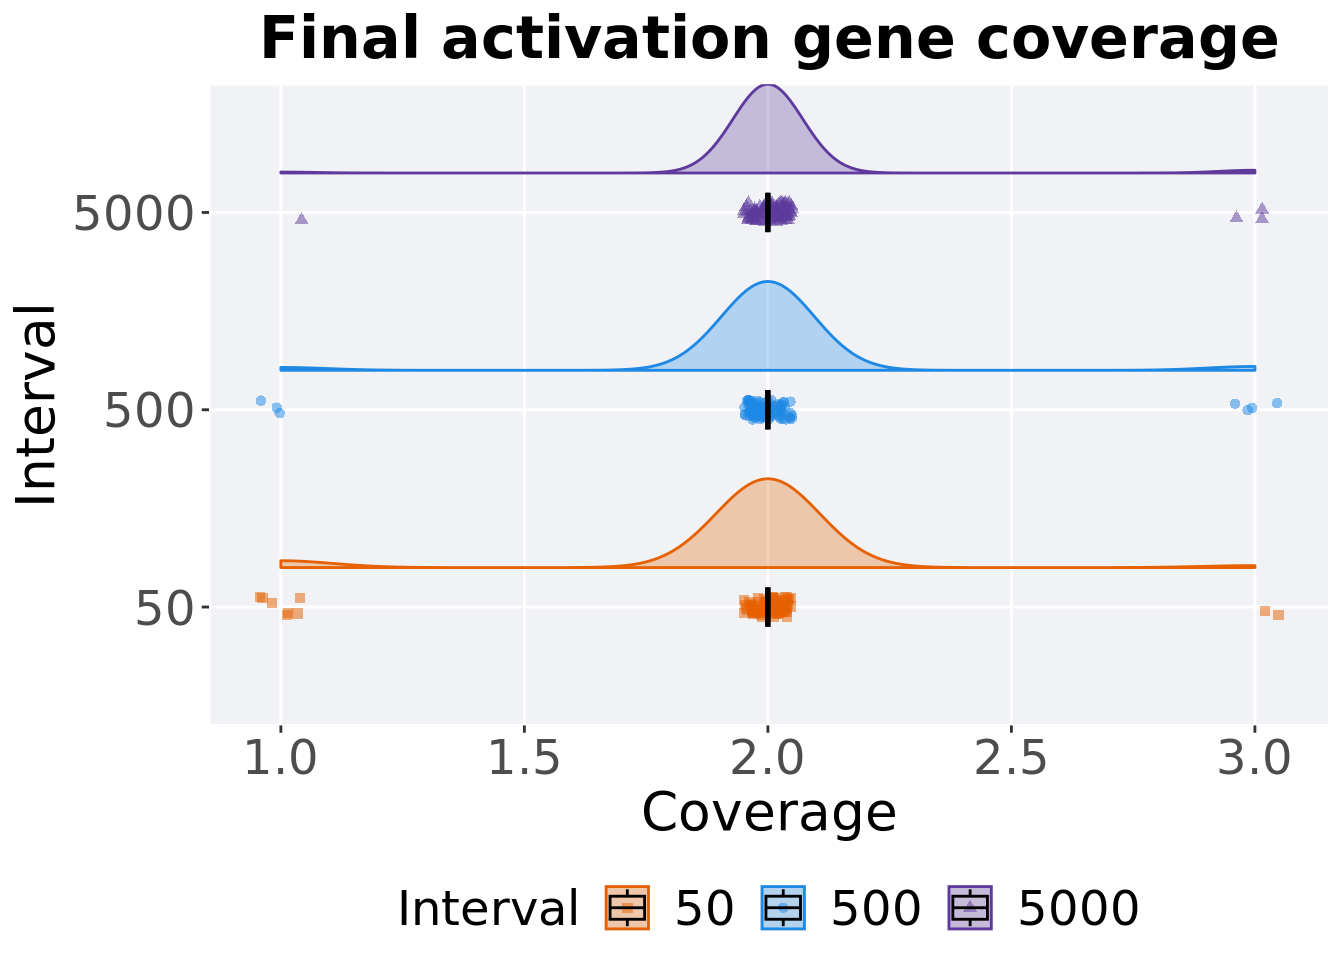 Final activation gene coverage
Interval
5000
500
50
1.0 1.5 2.0 2.5 3.0
Coverage
Interval 50 500 5000